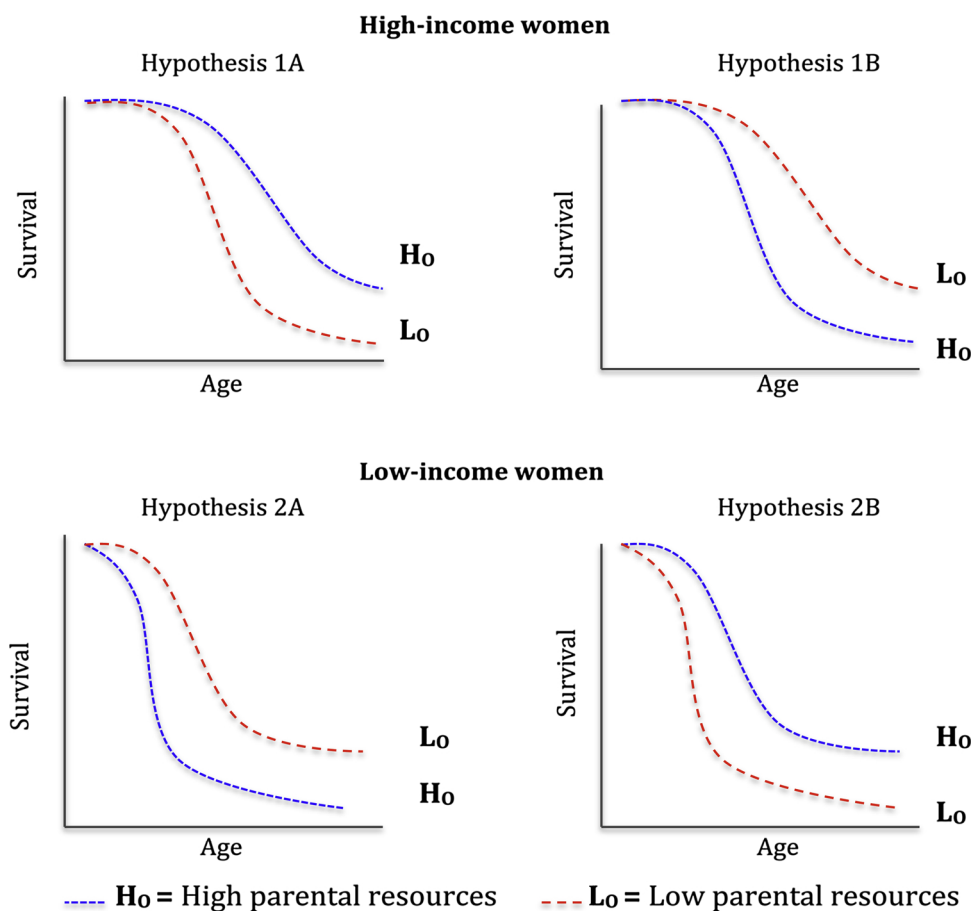 High-income women
Hypothesis 1A
Hypothesis 1B
Survival
Ho
Lo
Age
Survival
Lo
Ho
Age
Low-income women
Hypothesis 2A
Hypothesis 2B
Survival
Lo
Ho
Age
Survival
Ho
Lo
Age
Ho = High parental resources
Lo = Low parental resources